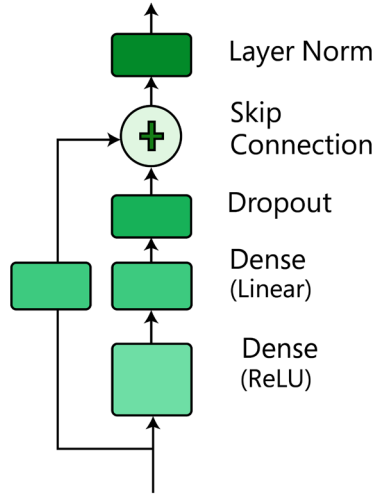 Layer Norm
Skip
Connection
Dropout
Dense
(Linear)
Dense
(ReLU)